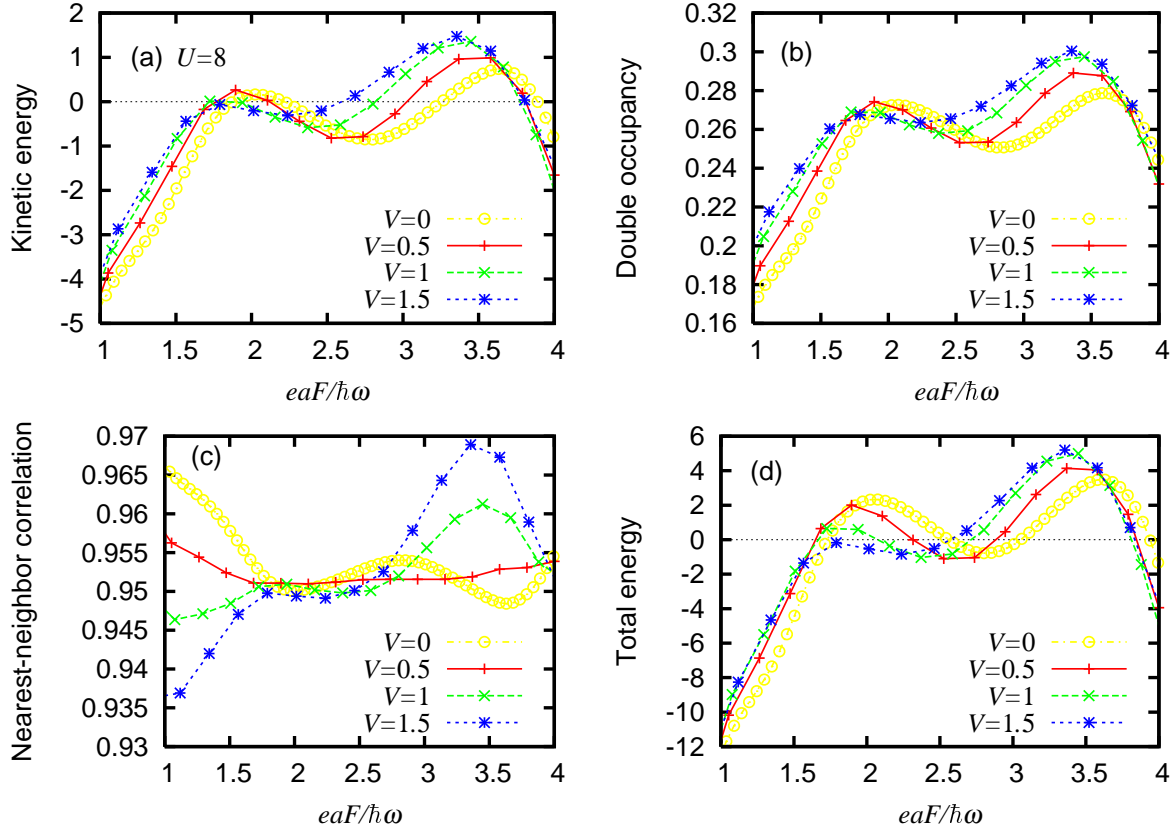 (a) U=8
Kinetic energy
2
1
0
-1
-2
-3
-4
-5
V=0
V=0.5
V=1
V=1.5
1 1.5 2 2.5 3 3.5 4
eaF/ħω
(b)
Double occupancy
0.32
0.3
0.28
0.26
0.24
0.22
0.2
0.18
0.16
V=0
V=0.5
V=1
V=1.5
1 1.5 2 2.5 3 3.5 4
eaF/ħω
(c)
Nearest-neighbor correlation
0.97
0.965
0.96
0.955
0.95
0.945
0.94
0.935
0.93
V=0
V=0.5
V=1
V=1.5
1 1.5 2 2.5 3 3.5 4
eaF/ħω
(d)
Total energy
6
4
2
0
-2
-4
-6
-8
-10
-12
V=0
V=0.5
V=1
V=1.5
1 1.5 2 2.5 3 3.5 4
eaF/ħω